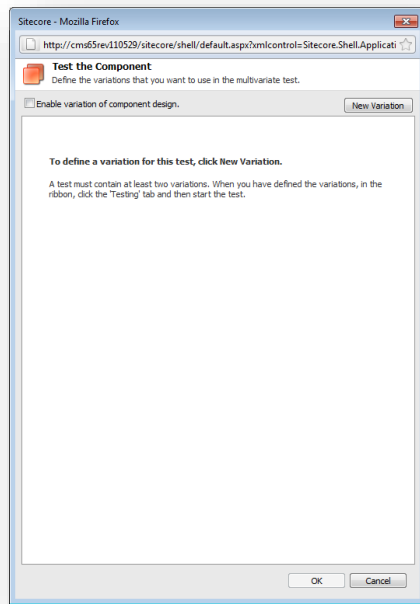 Sitecore - Mozilla Firefox
http://cms65rev110529/sitecore/shell/default.aspx?xmlcontrol=Sitecore.Shell.Applicati
Test the Component
Define the variations that you want to use in the multivariate test.
Enable variation of component design.
New Variation
To define a variation for this test, click New Variation.
A test must contain at least two variations. When you have defined the variations, in the
ribbon, click the 'Testing' tab and then start the test.
OK
Cancel